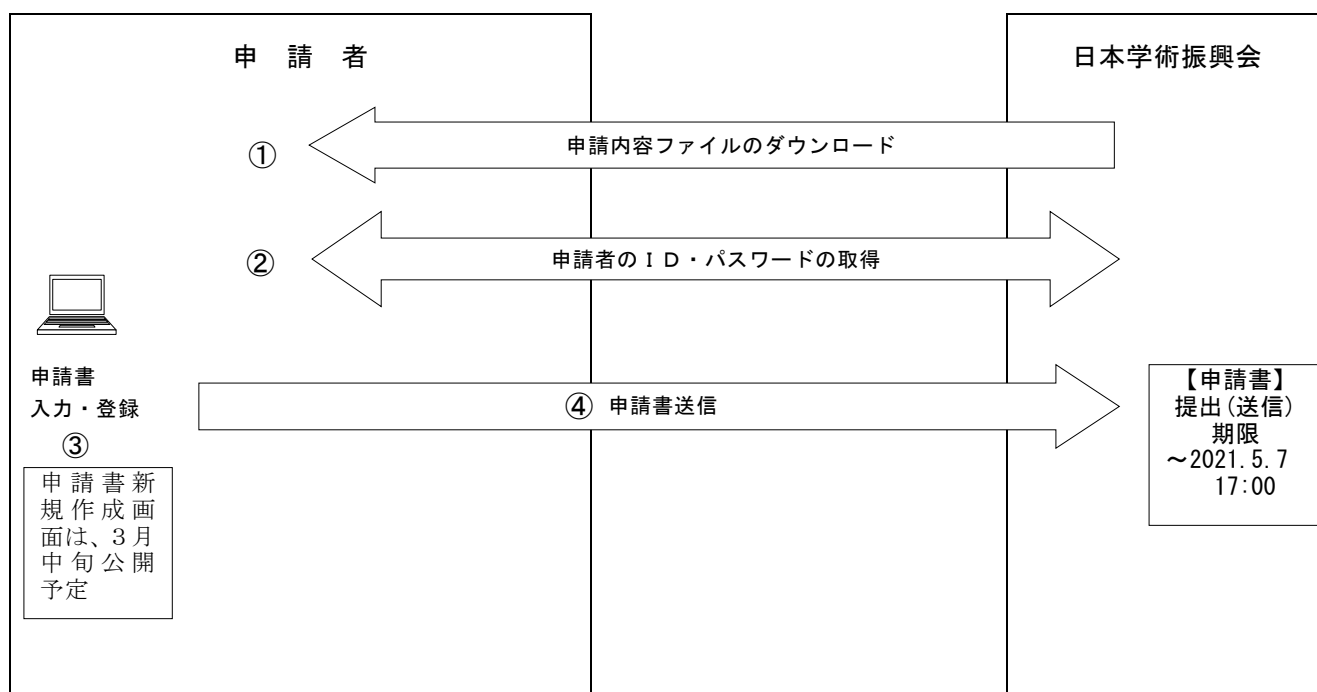 申 請 者
日本学術振興会
① 申請内容ファイルのダウンロード
② 申請者のＩＤ・パスワードの取得
申請書
入力・登録
③
申請書新
規作成画
面は、３月
中旬公開
予定
④ 申請書送信
【申請書】
提出(送信)
期限
～2021.5.7
17:00